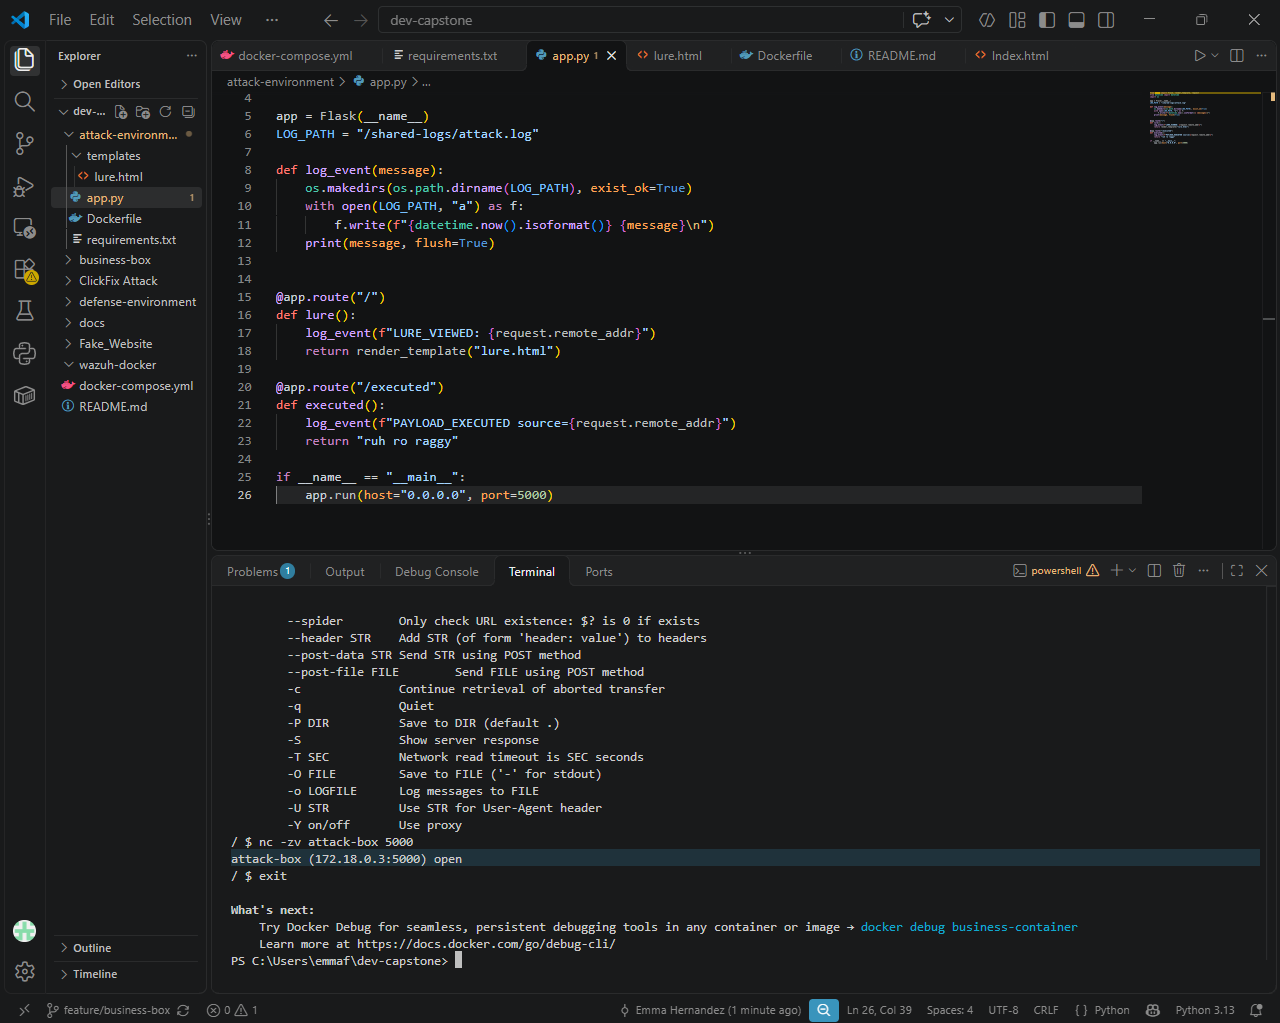 File Edit Selection View ··· dev-capstone
Explorer
Open Editors
dev-...
attack-environm...
templates
lure.html
app.py 1
Dockerfile
requirements.txt
business-box
ClickFix Attack
defense-environment
docs
Fake_Website
wazuh-docker
docker-compose.yml
README.md
Outline
Timeline
docker-compose.yml requirements.txt app.py 1 lure.html Dockerfile README.md Index.html
attack-environment > app.py > ...
4
5 app = Flask(__name__)
6 LOG_PATH = "/shared-logs/attack.log"
7
8 def log_event(message):
9     os.makedirs(os.path.dirname(LOG_PATH), exist_ok=True)
10     with open(LOG_PATH, "a") as f:
11         f.write(f"{datetime.now().isoformat()} {message}\n")
12     print(message, flush=True)
13
14
15 @app.route("/")
16 def lure():
17     log_event(f"LURE_VIEWED: {request.remote_addr}")
18     return render_template("lure.html")
19
20 @app.route("/executed")
21 def executed():
22     log_event(f"PAYLOAD_EXECUTED source={request.remote_addr}")
23     return "ruh ro raggy"
24
25 if __name__ == "__main__":
26     app.run(host="0.0.0.0", port=5000)
Problems 1 Output Debug Console Terminal Ports powershell
--spider Only check URL existence: $? is 0 if exists
--header STR Add STR (of form 'header: value') to headers
--post-data STR Send STR using POST method
--post-file FILE Send FILE using POST method
-c Continue retrieval of aborted transfer
-q Quiet
-P DIR Save to DIR (default .)
-S Show server response
-T SEC Network read timeout is SEC seconds
-O FILE Save to FILE ('-' for stdout)
-o LOGFILE Log messages to FILE
-U STR Use STR for User-Agent header
-Y on/off Use proxy
/ $ nc -zv attack-box 5000
attack-box (172.18.0.3:5000) open
/ $ exit
What's next:
Try Docker Debug for seamless, persistent debugging tools in any container or image → docker debug business-container
Learn more at https://docs.docker.com/go/debug-cli/
PS C:\Users\emmaf\dev-capstone>
feature/business-box 0 1 Emma Hernandez (1 minute ago) Ln 26, Col 39 Spaces: 4 UTF-8 CRLF { } Python Python 3.13